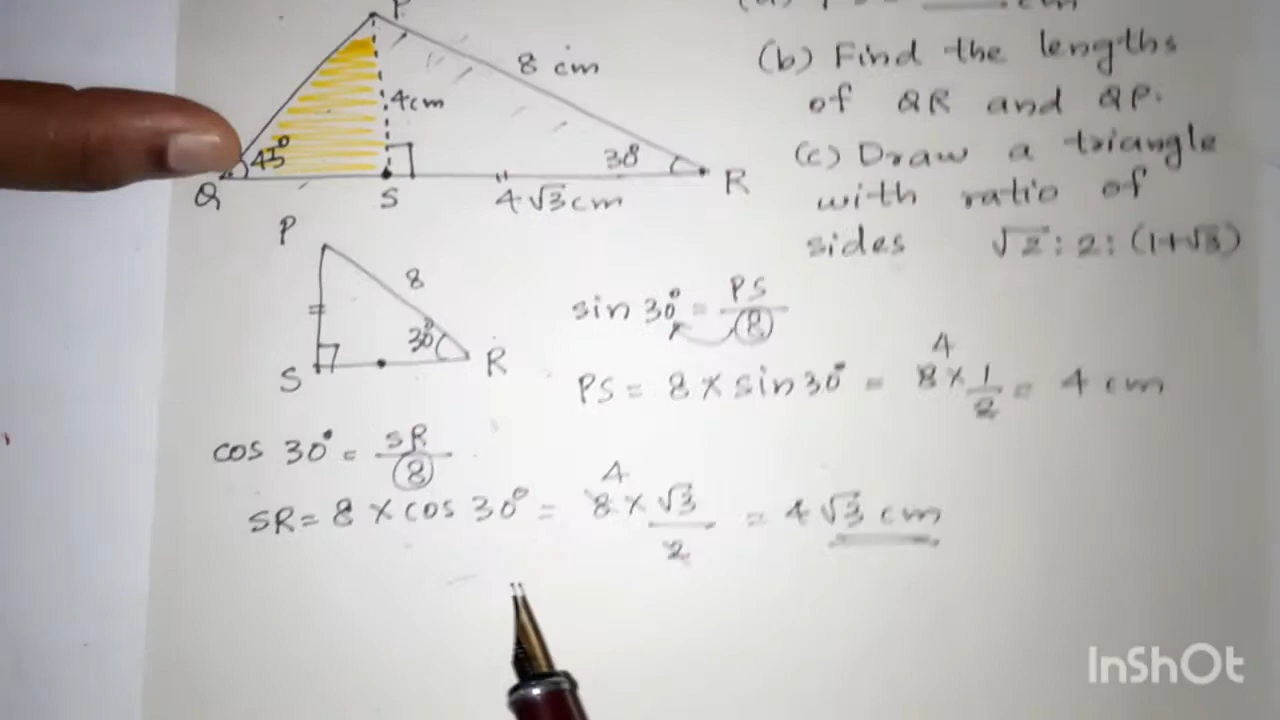 P
8 cm
4cm
45°
30°
Q
S
4√3cm
R
cm
(b) Find the lengths
of QR and QP.
(c) Draw a triangle
with ratio of
sides √2 : 2 : (1+√3)
P
8
30°
S
R
sin 30° = PS/8
PS = 8 × sin 30° = 8 × 1/2 = 4 cm
4
cos 30° = SR/8
4
SR = 8 × cos 30° = 8 × √3/2 = 4√3 cm
InShOt